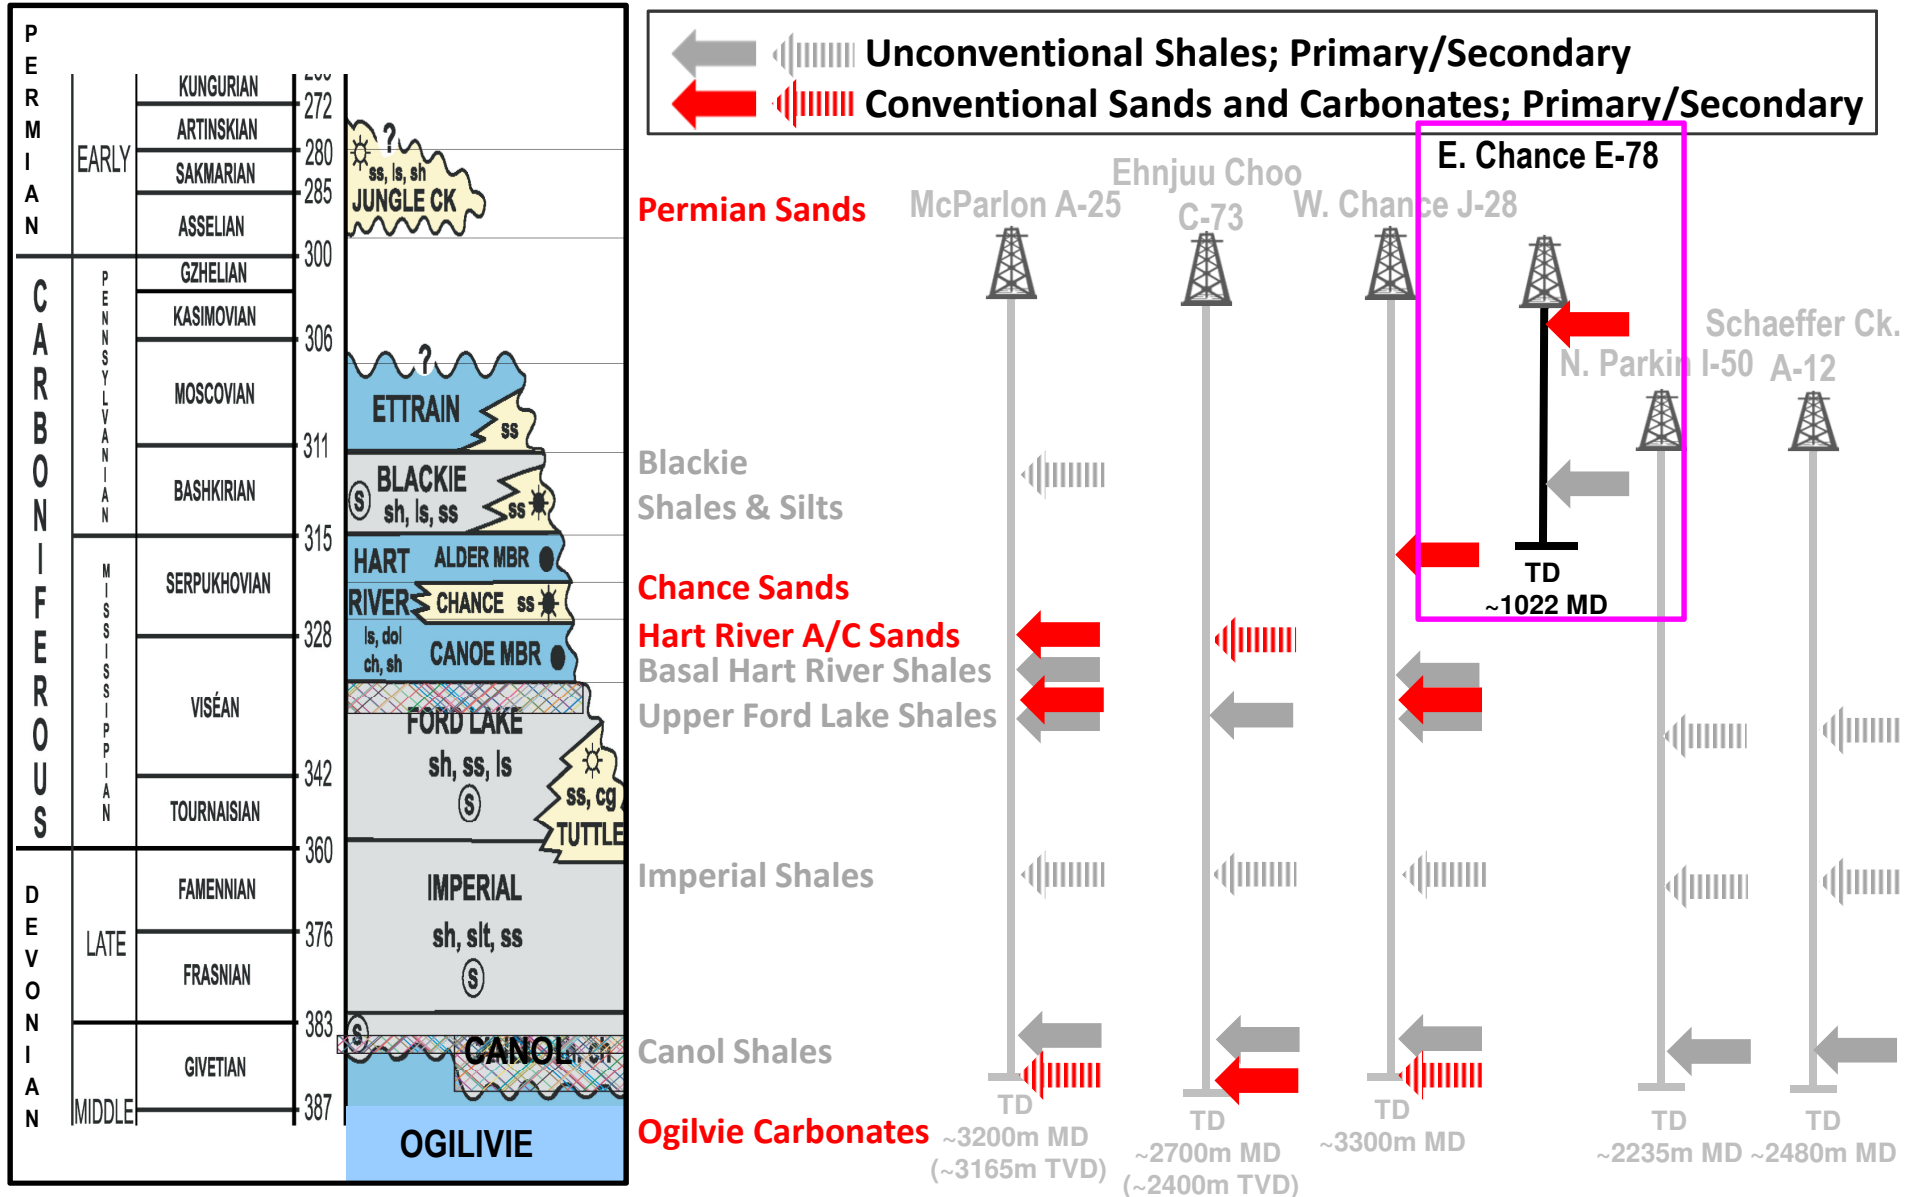 PERMIAN
CARBONIFEROUS
DEVONIAN
EARLY
PENNSYLVANIAN
MISSISSIPPIAN
LATE
MIDDLE
KUNGURIAN
ARTINSKIAN
SAKMARIAN
ASSELIAN
GZHELIAN
KASIMOVIAN
MOSCOVIAN
BASHKIRIAN
SERPUKHOVIAN
VISÉAN
TOURNAISIAN
FAMENNIAN
FRASNIAN
GIVETIAN
272
280
285
300
306
311
315
328
342
360
376
383
387
?
ss, ls, sh
JUNGLE CK
?
ETTRAIN
ss
BLACKIE
S
sh, ls, ss
ss
HART ALDER MBR
RIVER CHANCE ss
ls, dol
ch, sh
CANOE MBR
FORD LAKE
sh, ss, ls
S
ss, cg
TUTTLE
IMPERIAL
sh, slt, ss
S
S
CANOL
OGILIVIE
Unconventional Shales; Primary/Secondary
Conventional Sands and Carbonates; Primary/Secondary
Permian Sands
Blackie
Shales & Silts
Chance Sands
Hart River A/C Sands
Basal Hart River Shales
Upper Ford Lake Shales
Imperial Shales
Canol Shales
Ogilvie Carbonates
McParlon A-25
TD
~3200m MD
(~3165m TVD)
Ehnjuu Choo
C-73
TD
~2700m MD
(~2400m TVD)
W. Chance J-28
TD
~3300m MD
E. Chance E-78
TD
~1022 MD
N. Parkin I-50
TD
~2235m MD
Schaeffer Ck.
A-12
TD
~2480m MD